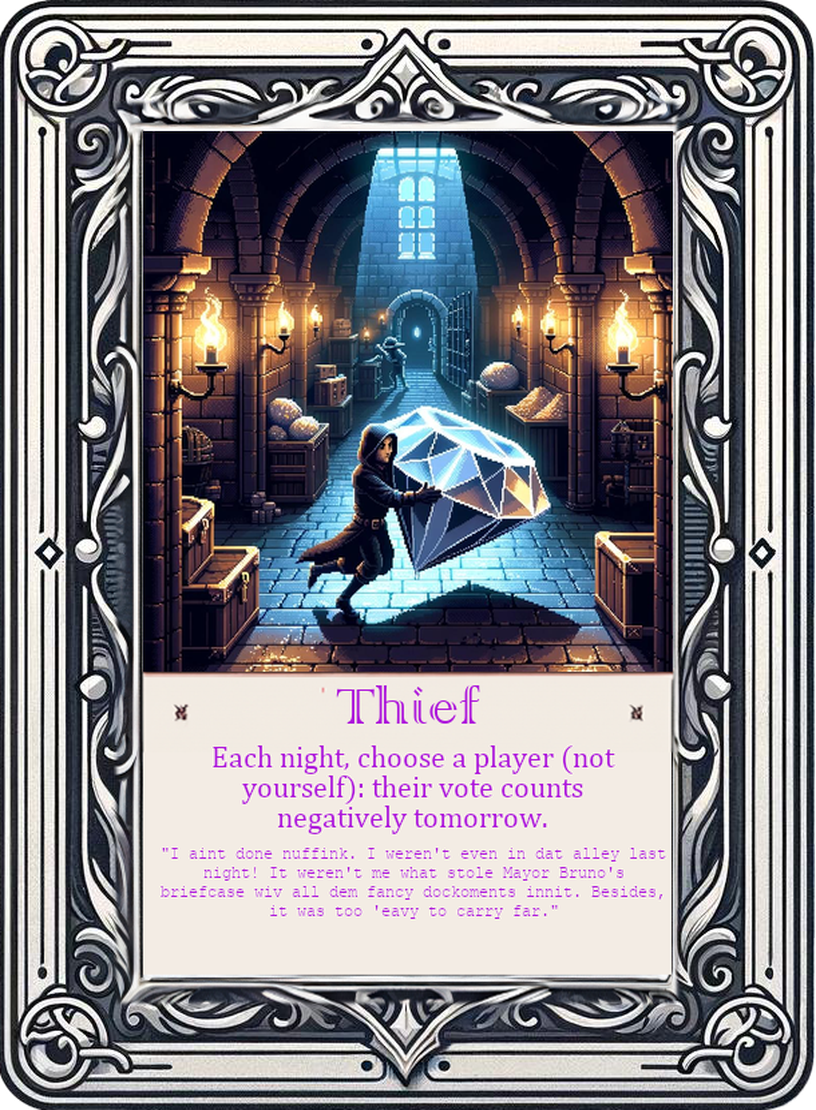 Thief
Each night, choose a player (not
yourself): their vote counts
negatively tomorrow.
"I aint done nuffink. I weren't even in dat alley last
night! It weren't me what stole Mayor Bruno's
briefcase wiv all dem fancy dockoments innit. Besides,
it was too 'eavy to carry far."